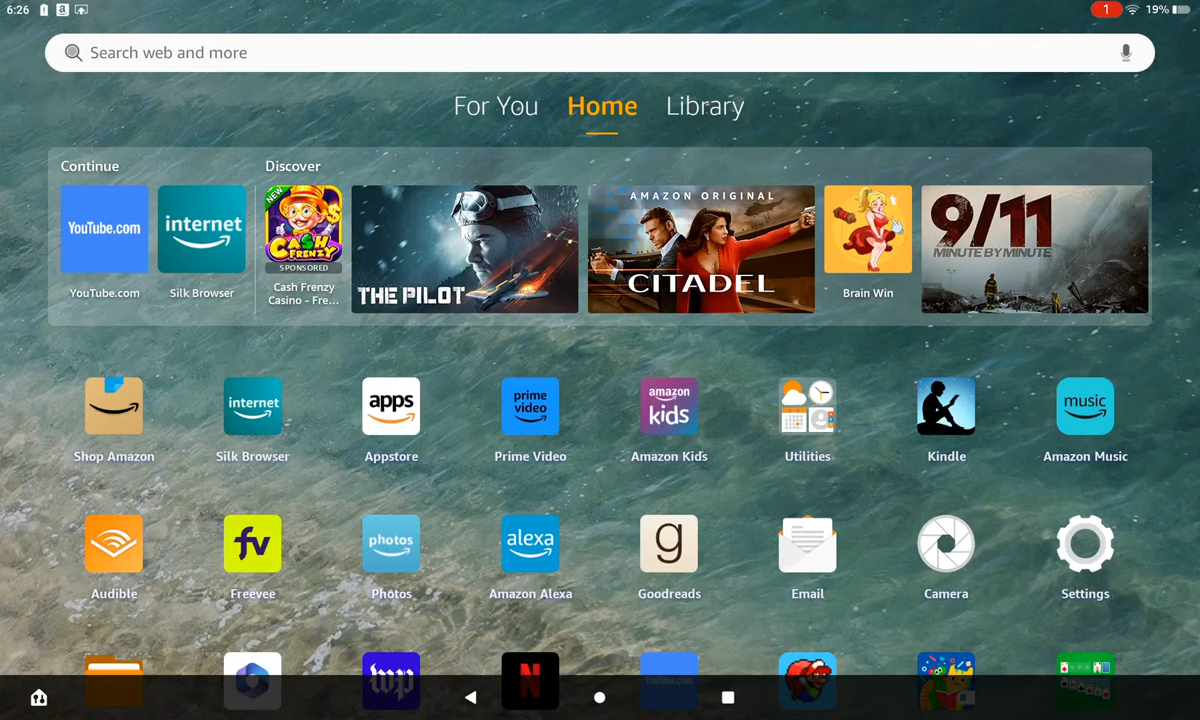 6:26
1
19%
Search web and more
For You Home Library
Continue
Discover
YouTube.com
YouTube.com
internet
Silk Browser
NEW
CASH FRENZY
SPONSORED
Cash Frenzy
Casino - Fre...
THE PILOT
AMAZON ORIGINAL
CITADEL
Brain Win
9/11
MINUTE BY MINUTE
Shop Amazon
internet
Silk Browser
apps
Appstore
prime
video
Prime Video
amazon
kids
Amazon Kids
Utilities
Kindle
music
Amazon Music
Audible
fv
Freevee
photos
Photos
alexa
Amazon Alexa
g
Goodreads
Email
Camera
Settings
wp
N
YouTube.com